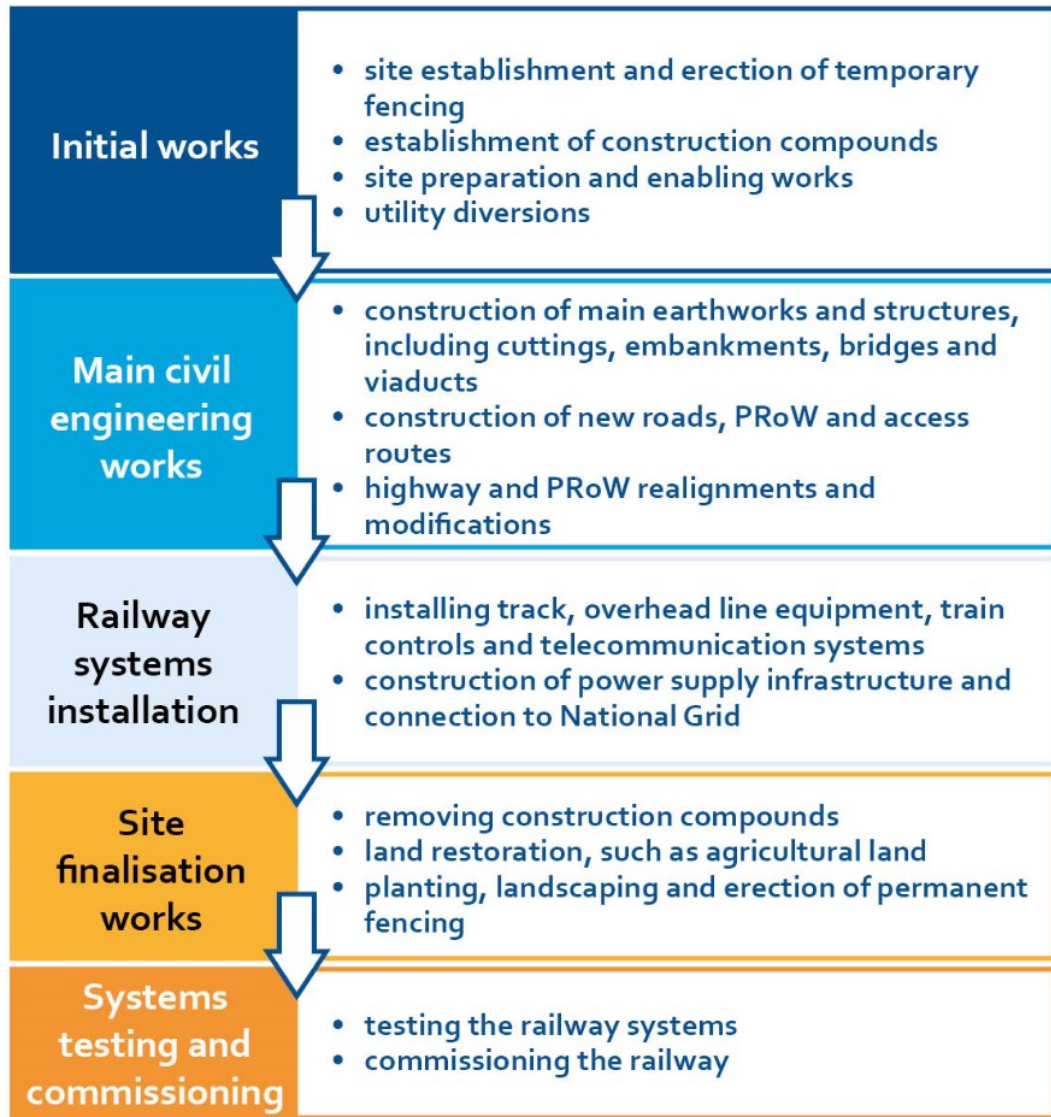 Initial works
• site establishment and erection of temporary
fencing
• establishment of construction compounds
• site preparation and enabling works
• utility diversions
Main civil
engineering
works
• construction of main earthworks and structures,
including cuttings, embankments, bridges and
viaducts
• construction of new roads, PRoW and access
routes
• highway and PRoW realignments and
modifications
Railway
systems
installation
• installing track, overhead line equipment, train
controls and telecommunication systems
• construction of power supply infrastructure and
connection to National Grid
Site
finalisation
works
• removing construction compounds
• land restoration, such as agricultural land
• planting, landscaping and erection of permanent
fencing
Systems
testing and
commissioning
• testing the railway systems
• commissioning the railway